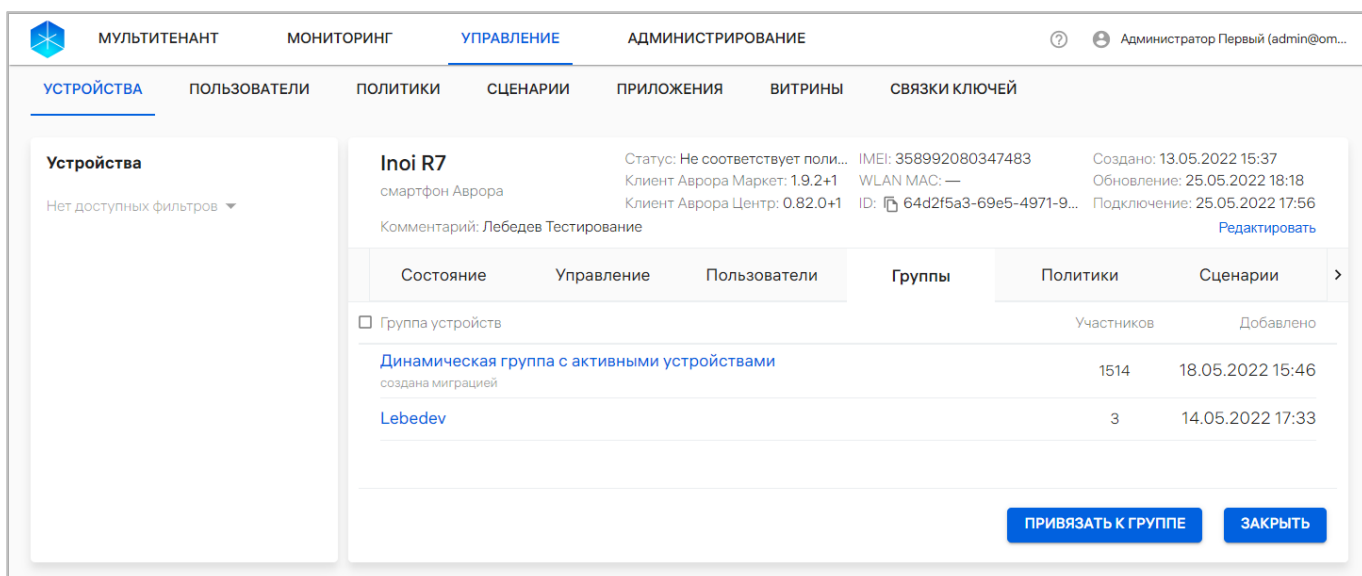 МУЛЬТИТЕНАНТ МОНИТОРИНГ УПРАВЛЕНИЕ АДМИНИСТРИРОВАНИЕ Администратор Первый (admin@om...
УСТРОЙСТВА ПОЛЬЗОВАТЕЛИ ПОЛИТИКИ СЦЕНАРИИ ПРИЛОЖЕНИЯ ВИТРИНЫ СВЯЗКИ КЛЮЧЕЙ
Устройства
Нет доступных фильтров
Inoi R7
смартфон Аврора
Комментарий: Лебедев Тестирование
Статус: Не соответствует поли...
Клиент Аврора Маркет: 1.9.2+1
Клиент Аврора Центр: 0.82.0+1
IMEI: 358992080347483
WLAN MAC: —
ID: 64d2f5a3-69e5-4971-9...
Создано: 13.05.2022 15:37
Обновление: 25.05.2022 18:18
Подключение: 25.05.2022 17:56
Редактировать
Состояние Управление Пользователи Группы Политики Сценарии
Группа устройств Участников Добавлено
Динамическая группа с активными устройствами 1514 18.05.2022 15:46
создана миграцией
Lebedev 3 14.05.2022 17:33
ПРИВЯЗАТЬ К ГРУППЕ ЗАКРЫТЬ